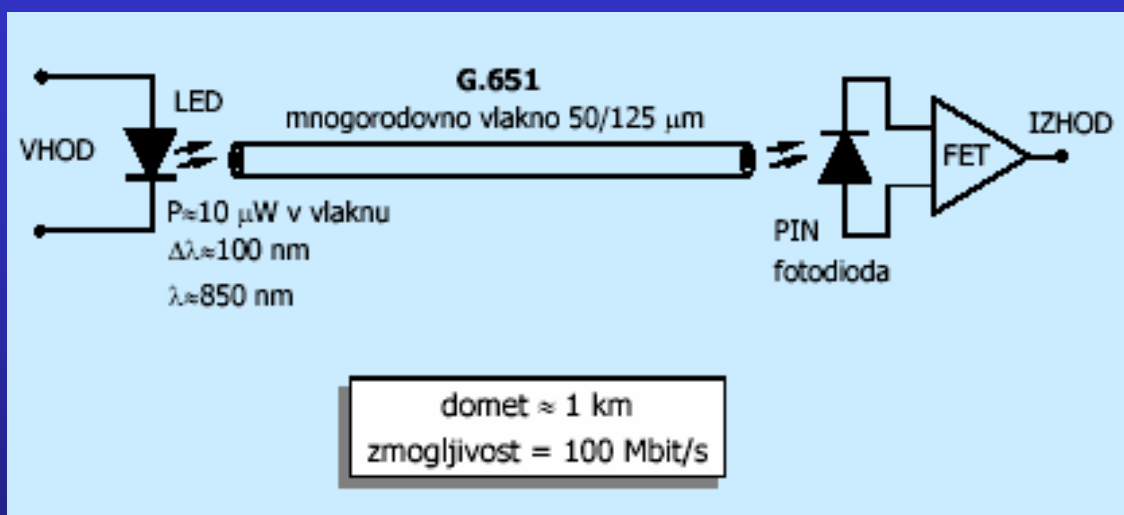 G.651
mnogorodovno vlakno 50/125 μm
LED
VHOD
P≈10 μW v vlaknu
Δλ≈100 nm
λ≈850 nm
PIN
fotodioda
FET
IZHOD
domet ≈ 1 km
zmogljivost = 100 Mbit/s